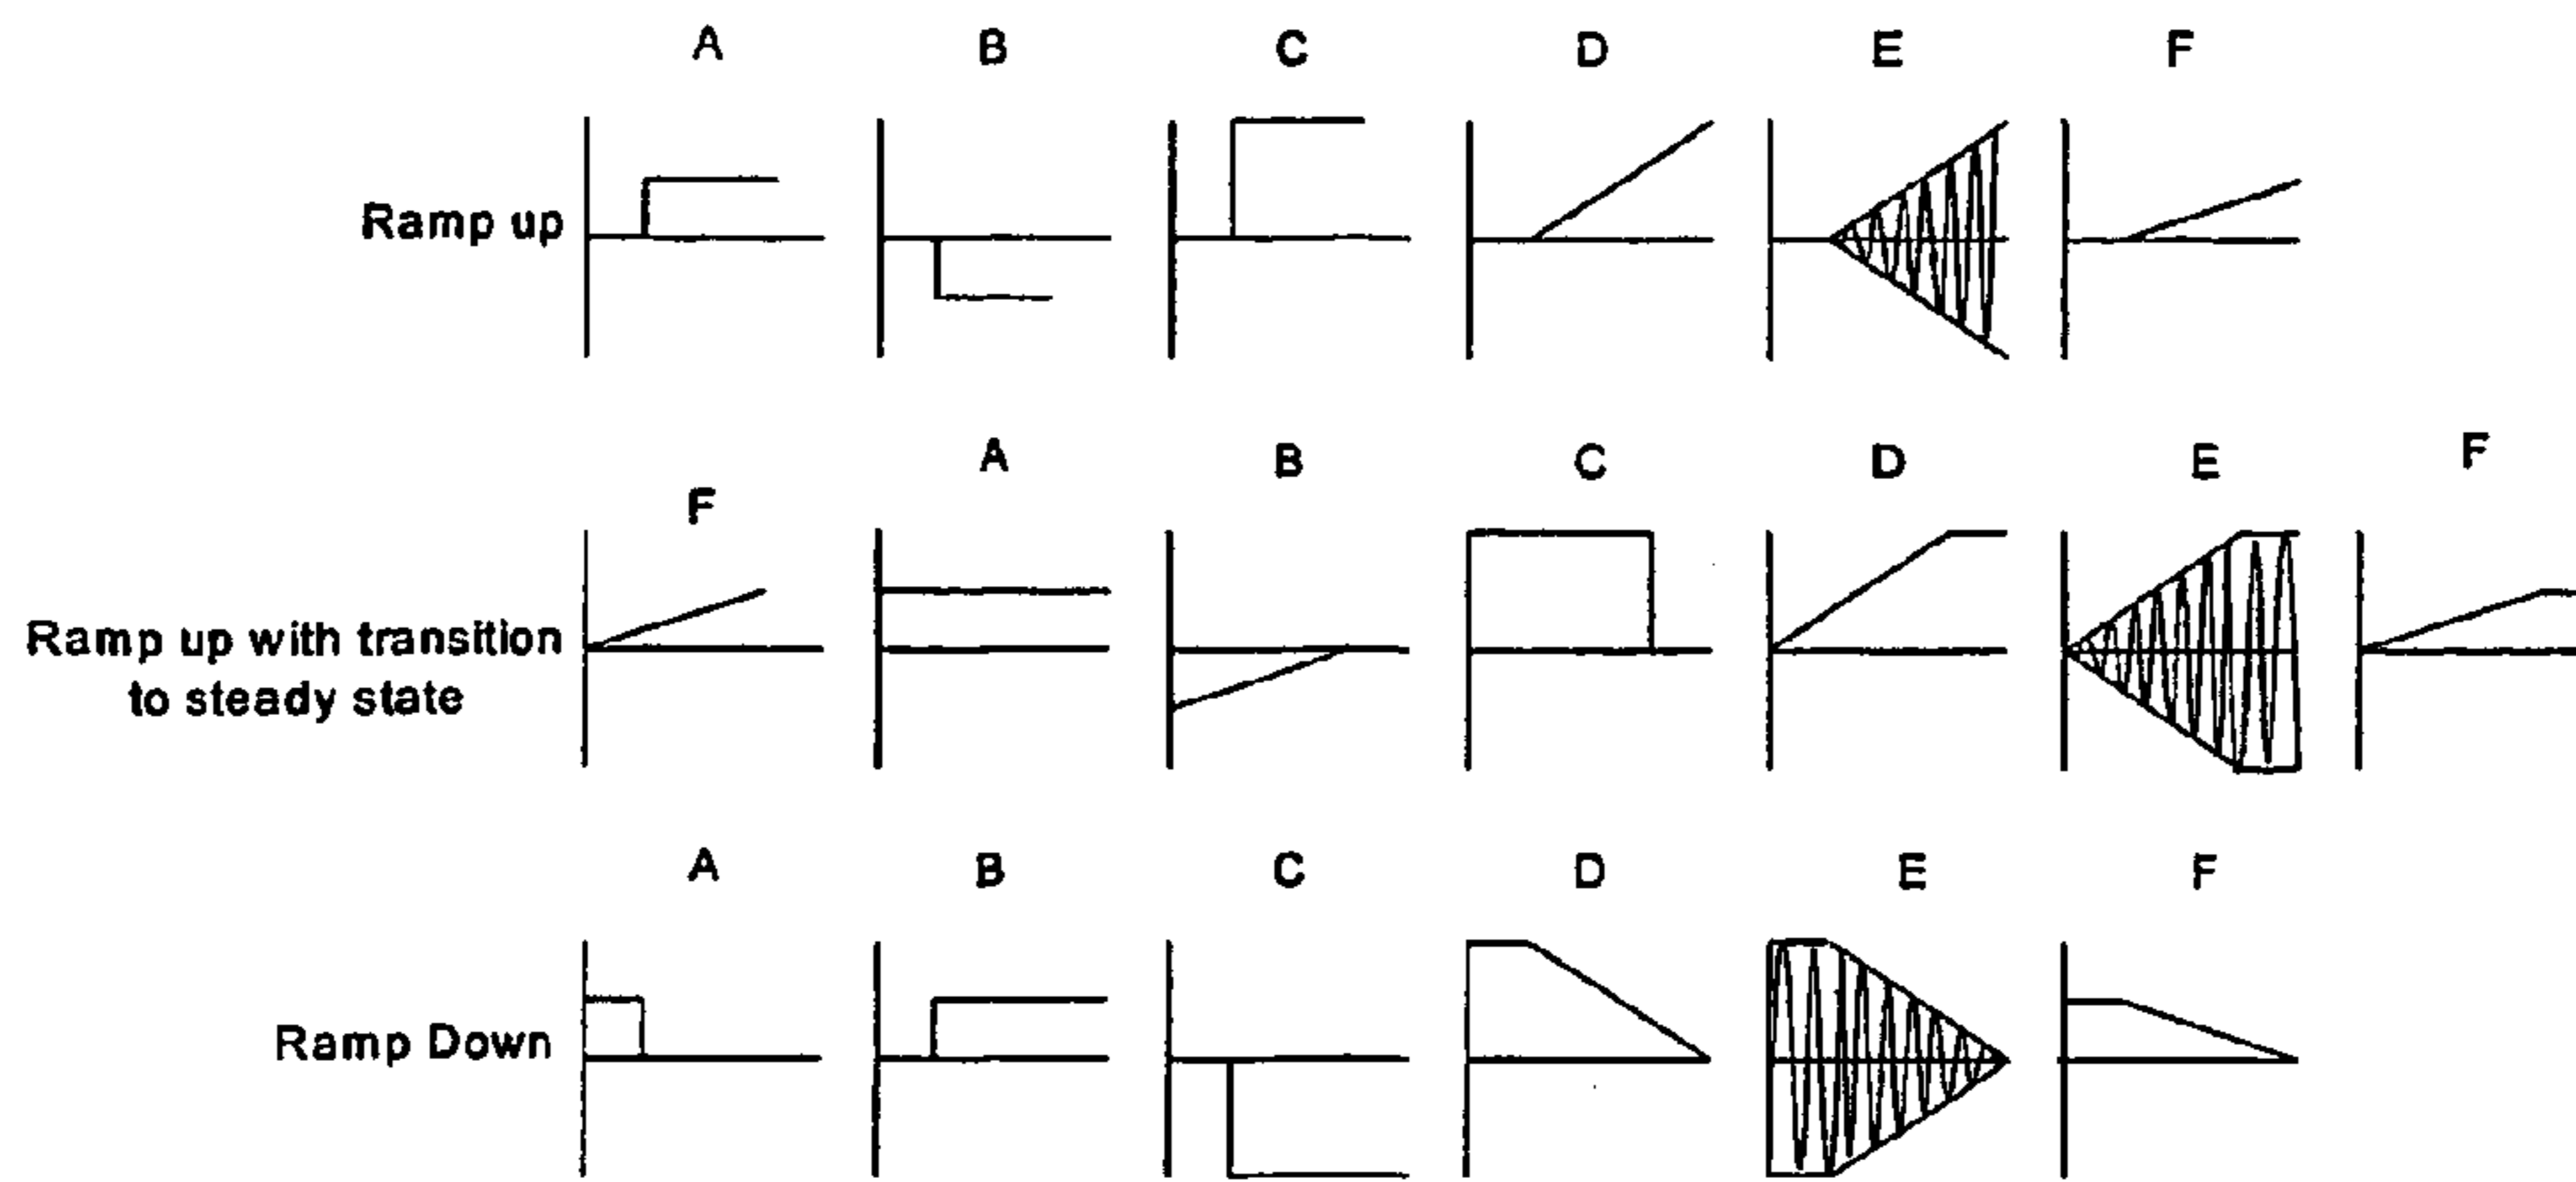 A B C D E F
Ramp up
F A B C D E F
Ramp up with transition
to steady state
A B C D E F
Ramp Down